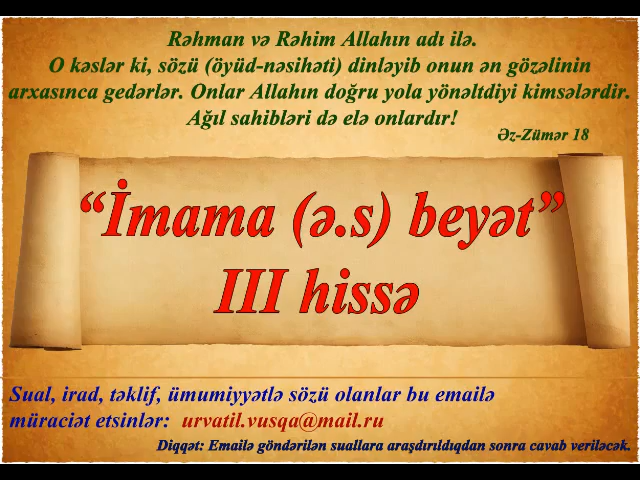 Rəhman və Rəhim Allahın adı ilə.
O kəslər ki, sözü (öyüd-nəsihəti) dinləyib onun ən gözəlinin
arxasınca gedərlər. Onlar Allahın doğru yola yönəltdiyi kimsələrdir.
Ağıl sahibləri də elə onlardır!
Əz-Zümər 18
“İmama (ə.s) beyət”
III hissə
Sual, irad, təklif, ümumiyyətlə sözü olanlar bu emailə
müraciət etsinlər: urvatil.vusqa@mail.ru
Diqqət: Emailə göndərilən suallara araşdırıldıqdan sonra cavab veriləcək.